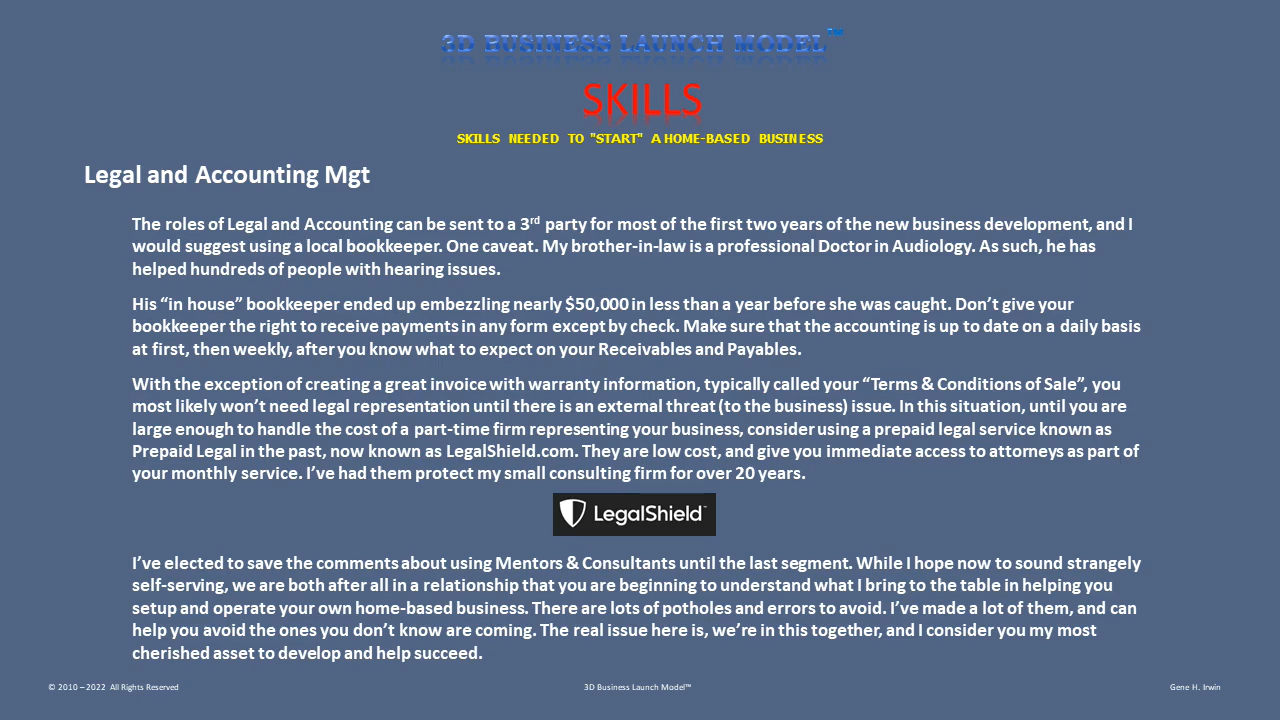 3D BUSINESS LAUNCH MODEL™
SKILLS
SKILLS NEEDED TO "START" A HOME-BASED BUSINESS
Legal and Accounting Mgt
The roles of Legal and Accounting can be sent to a 3rd party for most of the first two years of the new business development, and I
would suggest using a local bookkeeper. One caveat. My brother-in-law is a professional Doctor in Audiology. As such, he has
helped hundreds of people with hearing issues.
His “in house” bookkeeper ended up embezzling nearly $50,000 in less than a year before she was caught. Don’t give your
bookkeeper the right to receive payments in any form except by check. Make sure that the accounting is up to date on a daily basis
at first, then weekly, after you know what to expect on your Receivables and Payables.
With the exception of creating a great invoice with warranty information, typically called your “Terms & Conditions of Sale”, you
most likely won’t need legal representation until there is an external threat (to the business) issue. In this situation, until you are
large enough to handle the cost of a part-time firm representing your business, consider using a prepaid legal service known as
Prepaid Legal in the past, now known as LegalShield.com. They are low cost, and give you immediate access to attorneys as part of
your monthly service. I’ve had them protect my small consulting firm for over 20 years.
LegalShield™
I’ve elected to save the comments about using Mentors & Consultants until the last segment. While I hope now to sound strangely
self-serving, we are both after all in a relationship that you are beginning to understand what I bring to the table in helping you
setup and operate your own home-based business. There are lots of potholes and errors to avoid. I’ve made a lot of them, and can
help you avoid the ones you don’t know are coming. The real issue here is, we’re in this together, and I consider you my most
cherished asset to develop and help succeed.
© 2010 – 2022 All Rights Reserved
3D Business Launch Model™
Gene H. Irwin